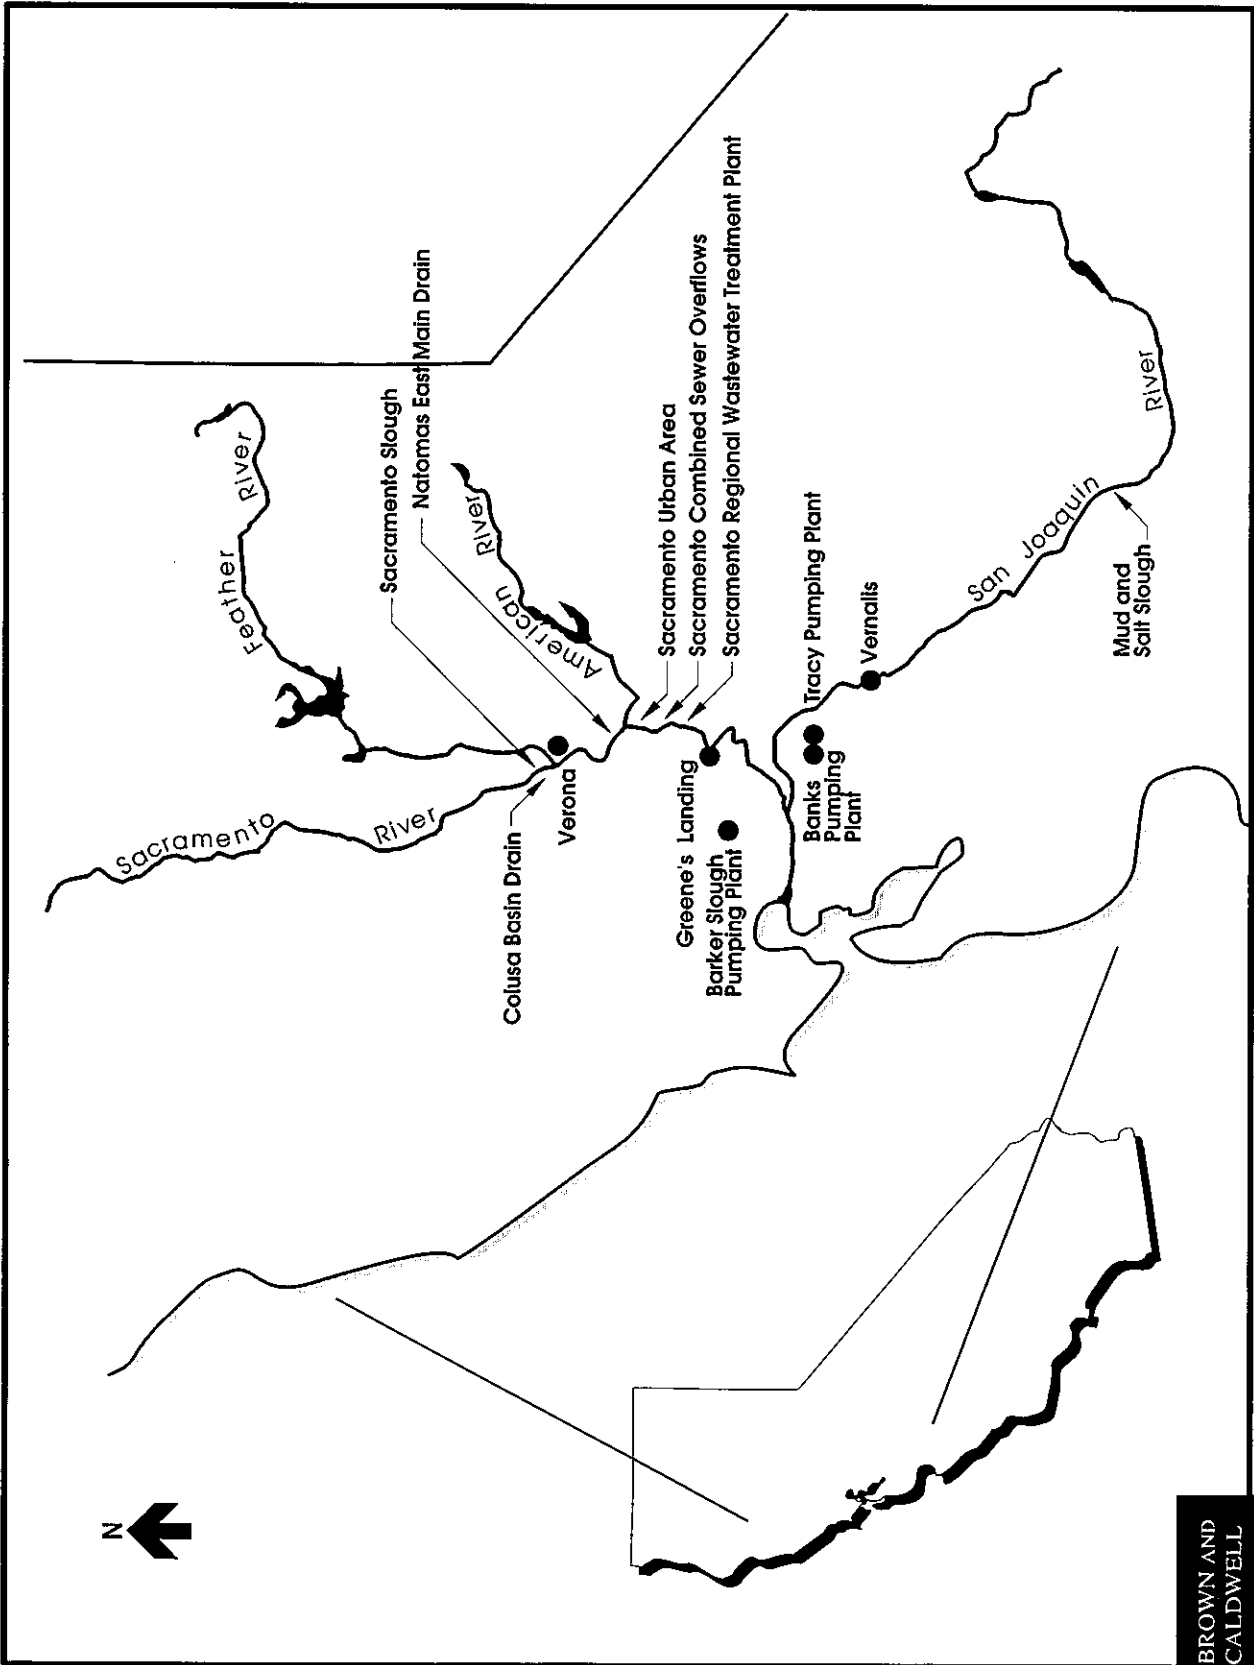 N
Sacramento
River
Feather
River
Sacramento Slough
Natomas East Main Drain
American
River
Colusa Basin Drain
Verona
Sacramento Urban Area
Sacramento Combined Sewer Overflows
Sacramento Regional Wastewater Treatment Plant
Greene's Landing
Barker Slough
Pumping Plant
Banks
Pumping
Plant
Tracy Pumping Plant
Vernalis
San Joaquin
River
Mud and
Salt Slough
BROWN AND
CALDWELL